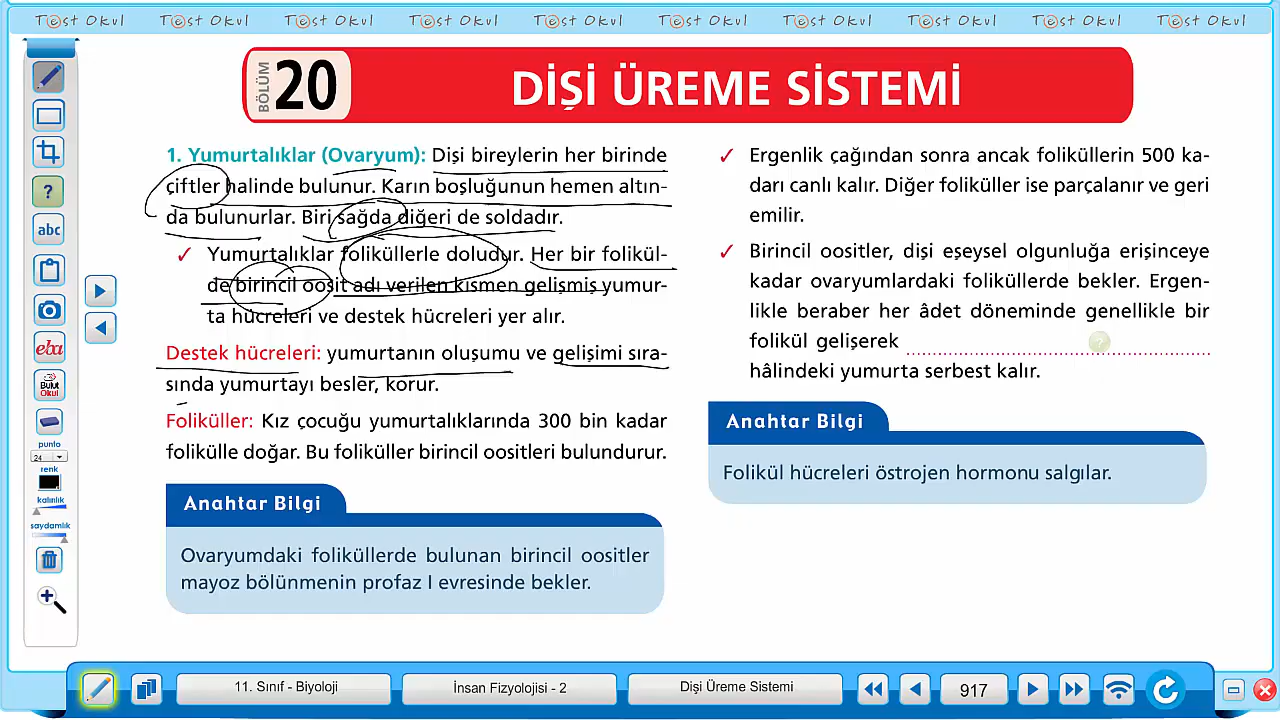 Test Okul Test Okul Test Okul Test Okul Test Okul Test Okul Test Okul Test Okul Test Okul Test Okul
BÖLÜM 20
DİŞİ ÜREME SİSTEMİ
1. Yumurtalıklar (Ovaryum): Dişi bireylerin her birinde
çiftler halinde bulunur. Karın boşluğunun hemen altın-
da bulunurlar. Biri sağda diğeri de soldadır.
✓ Yumurtalıklar foliküllerle doludur. Her bir folikül-
de birincil oosit adı verilen kısmen gelişmiş yumur-
ta hücreleri ve destek hücreleri yer alır.
Destek hücreleri: yumurtanın oluşumu ve gelişimi sıra-
sında yumurtayı besler, korur.
Foliküller: Kız çocuğu yumurtalıklarında 300 bin kadar
folikülle doğar. Bu foliküller birincil oositleri bulundurur.
Anahtar Bilgi
Ovaryumdaki foliküllerde bulunan birincil oositler
mayoz bölünmenin profaz I evresinde bekler.
✓ Ergenlik çağından sonra ancak foliküllerin 500 ka-
darı canlı kalır. Diğer foliküller ise parçalanır ve geri
emilir.
✓ Birincil oositler, dişi eşeysel olgunluğa erişinceye
kadar ovaryumlardaki foliküllerde bekler. Ergen-
likle beraber her âdet döneminde genellikle bir
folikül gelişerek ........................................ ?
hâlindeki yumurta serbest kalır.
Anahtar Bilgi
Folikül hücreleri östrojen hormonu salgılar.
?
abc
eba
Bulut
Okul
punto
24
renk
kalınlık
saydamlık
11. Sınıf - Biyoloji
İnsan Fizyolojisi - 2
Dişi Üreme Sistemi
917